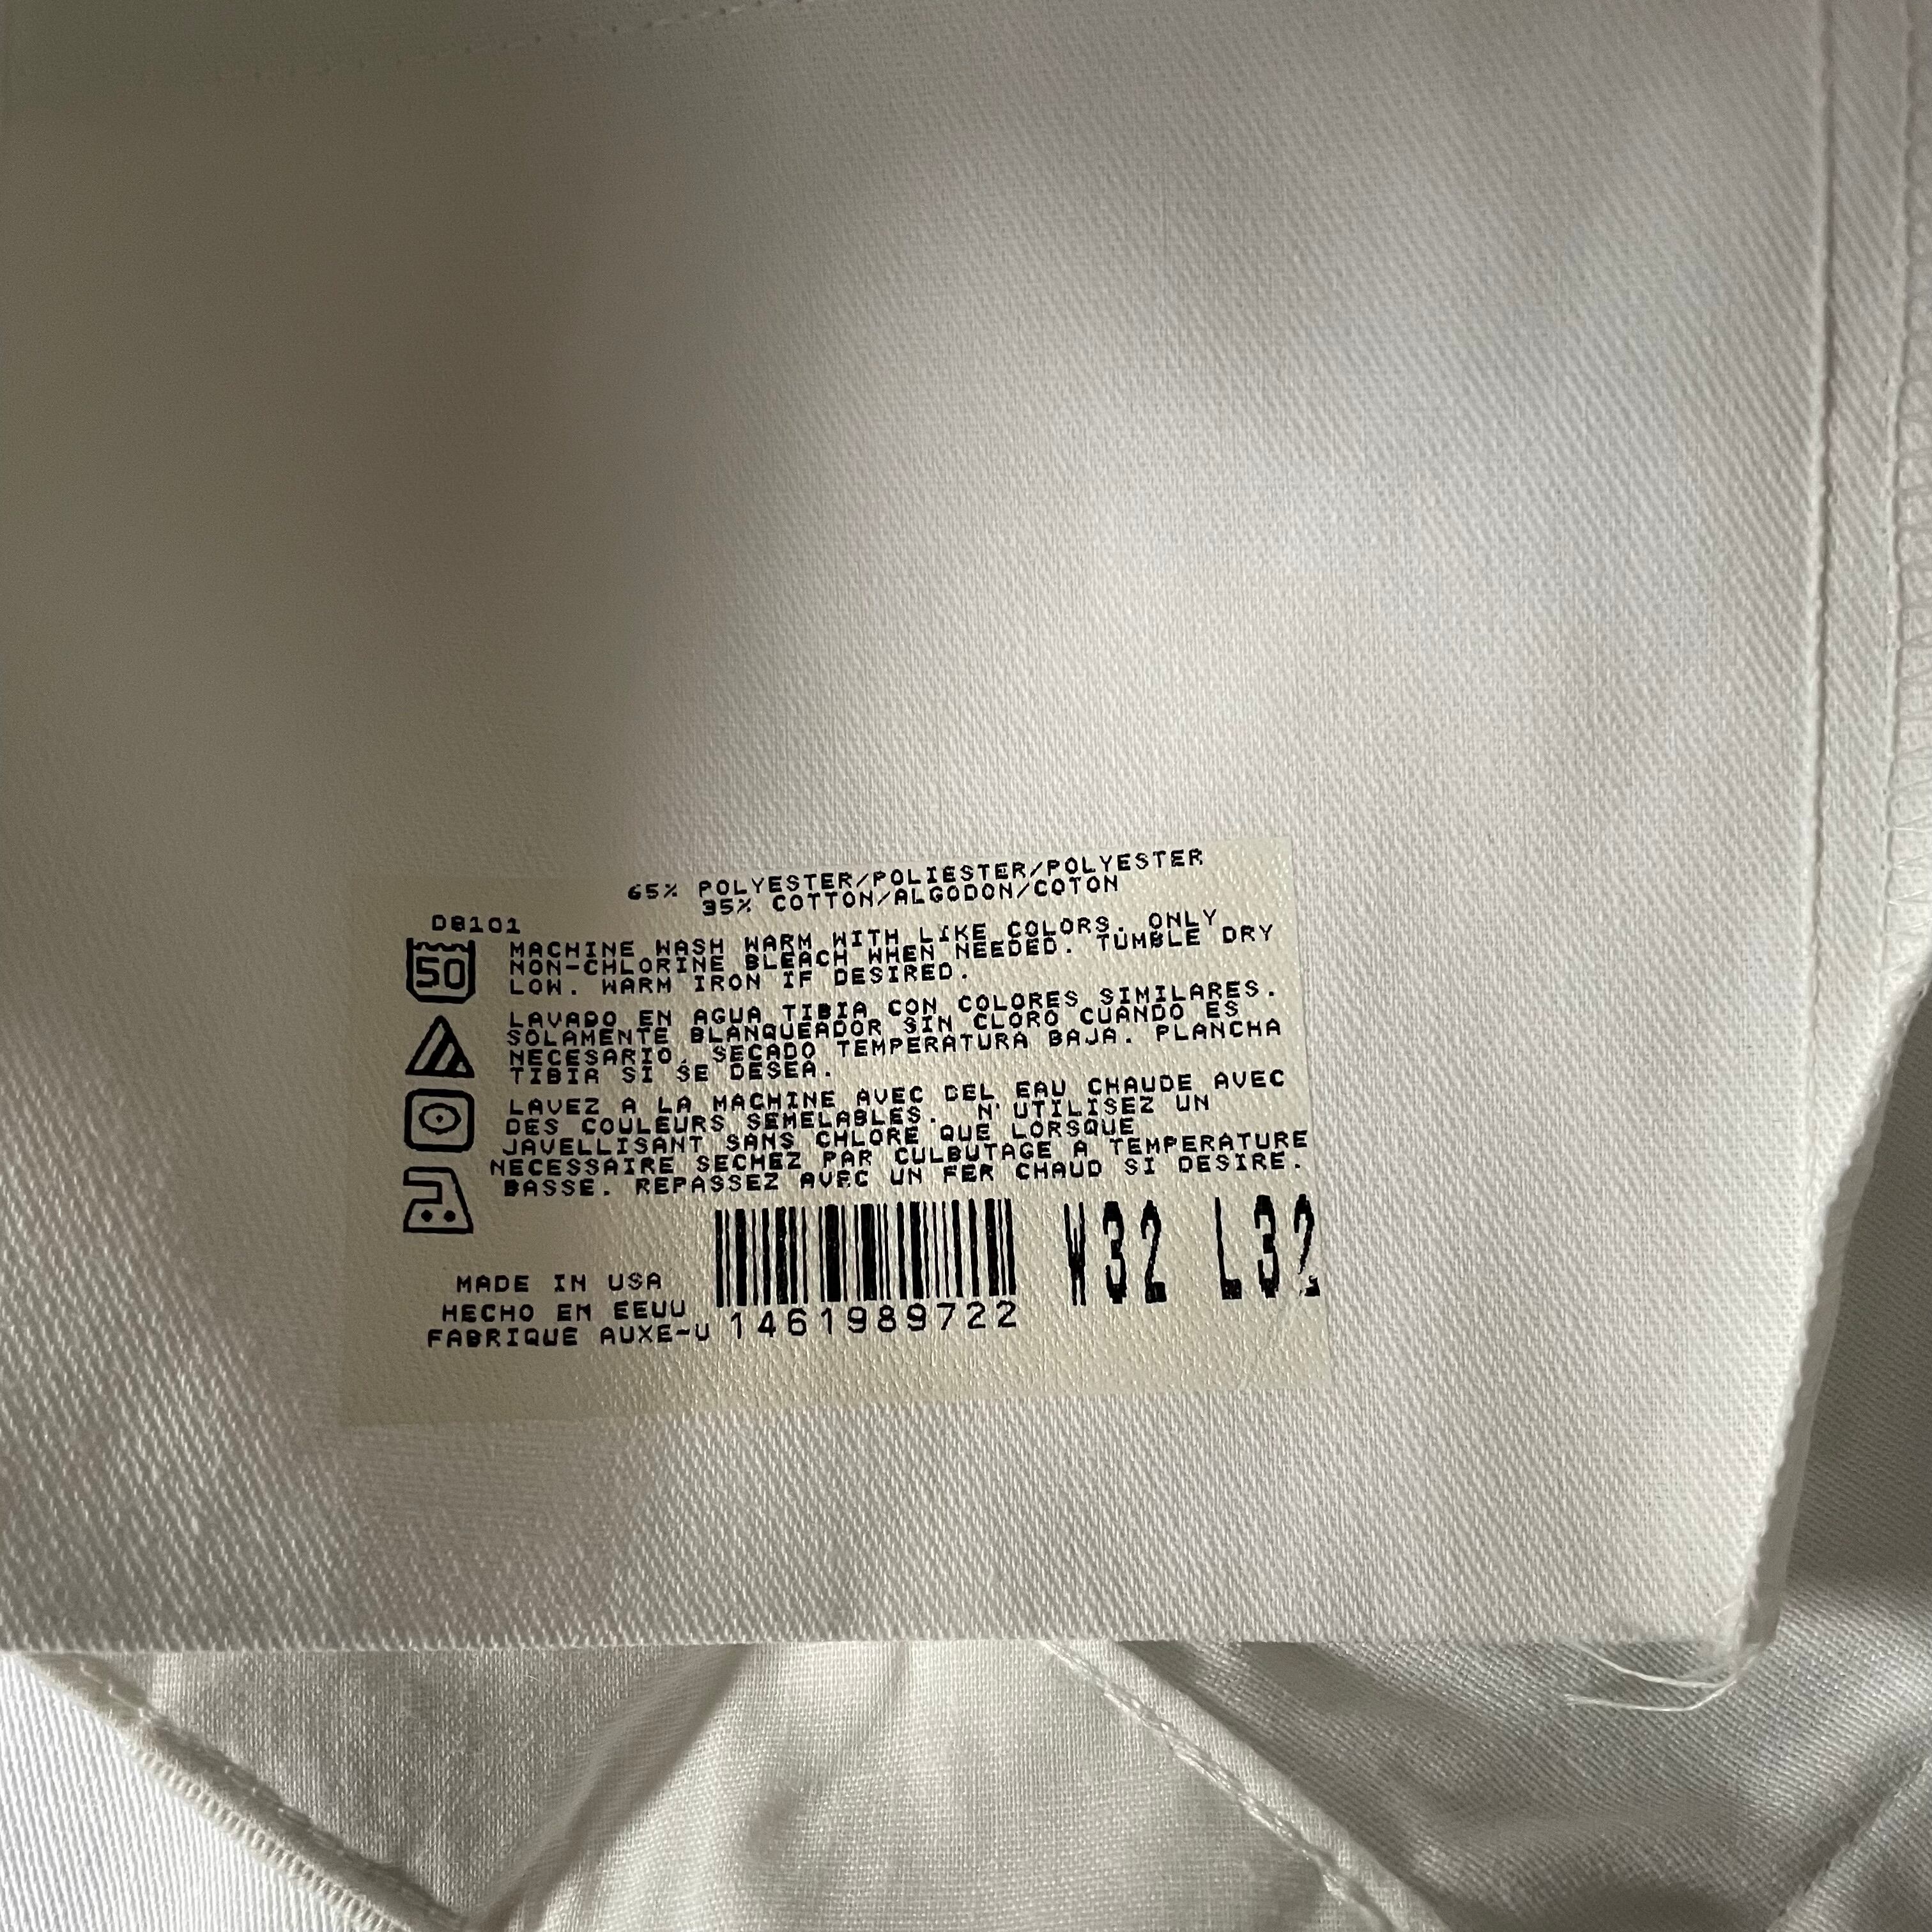 65% POLYESTER/POLIESTER/POLYESTER
35% COTTON/ALGODON/COTON
D8101
MACHINE WASH WARM WITH LIKE COLORS. ONLY
NON-CHLORINE BLEACH WHEN NEEDED. TUMBLE DRY
LOW. WARM IRON IF DESIRED.
50
LAVADO EN AGUA TIBIA CON COLORES SIMILARES.
SOLAMENTE BLANQUEADOR SIN CLORO CUANDO ES
NECESARIO. SECADO TEMPERATURA BAJA. PLANCHA
TIBIA SI SE DESEA.
LAVEZ A LA MACHINE AVEC DEL EAU CHAUDE AVEC
DES COULEURS SEMELABLES. N'UTILISEZ UN
JAVELLISANT SANS CHLORE QUE LORSQUE
NECESSAIRE SECHEZ PAR CULBUTAGE A TEMPERATURE
BASSE. REPASSEZ AVEC UN FER CHAUD SI DESIRE.
W32 L32
MADE IN USA
HECHO EN EEUU
FABRIQUE AUXE-U
1461989722